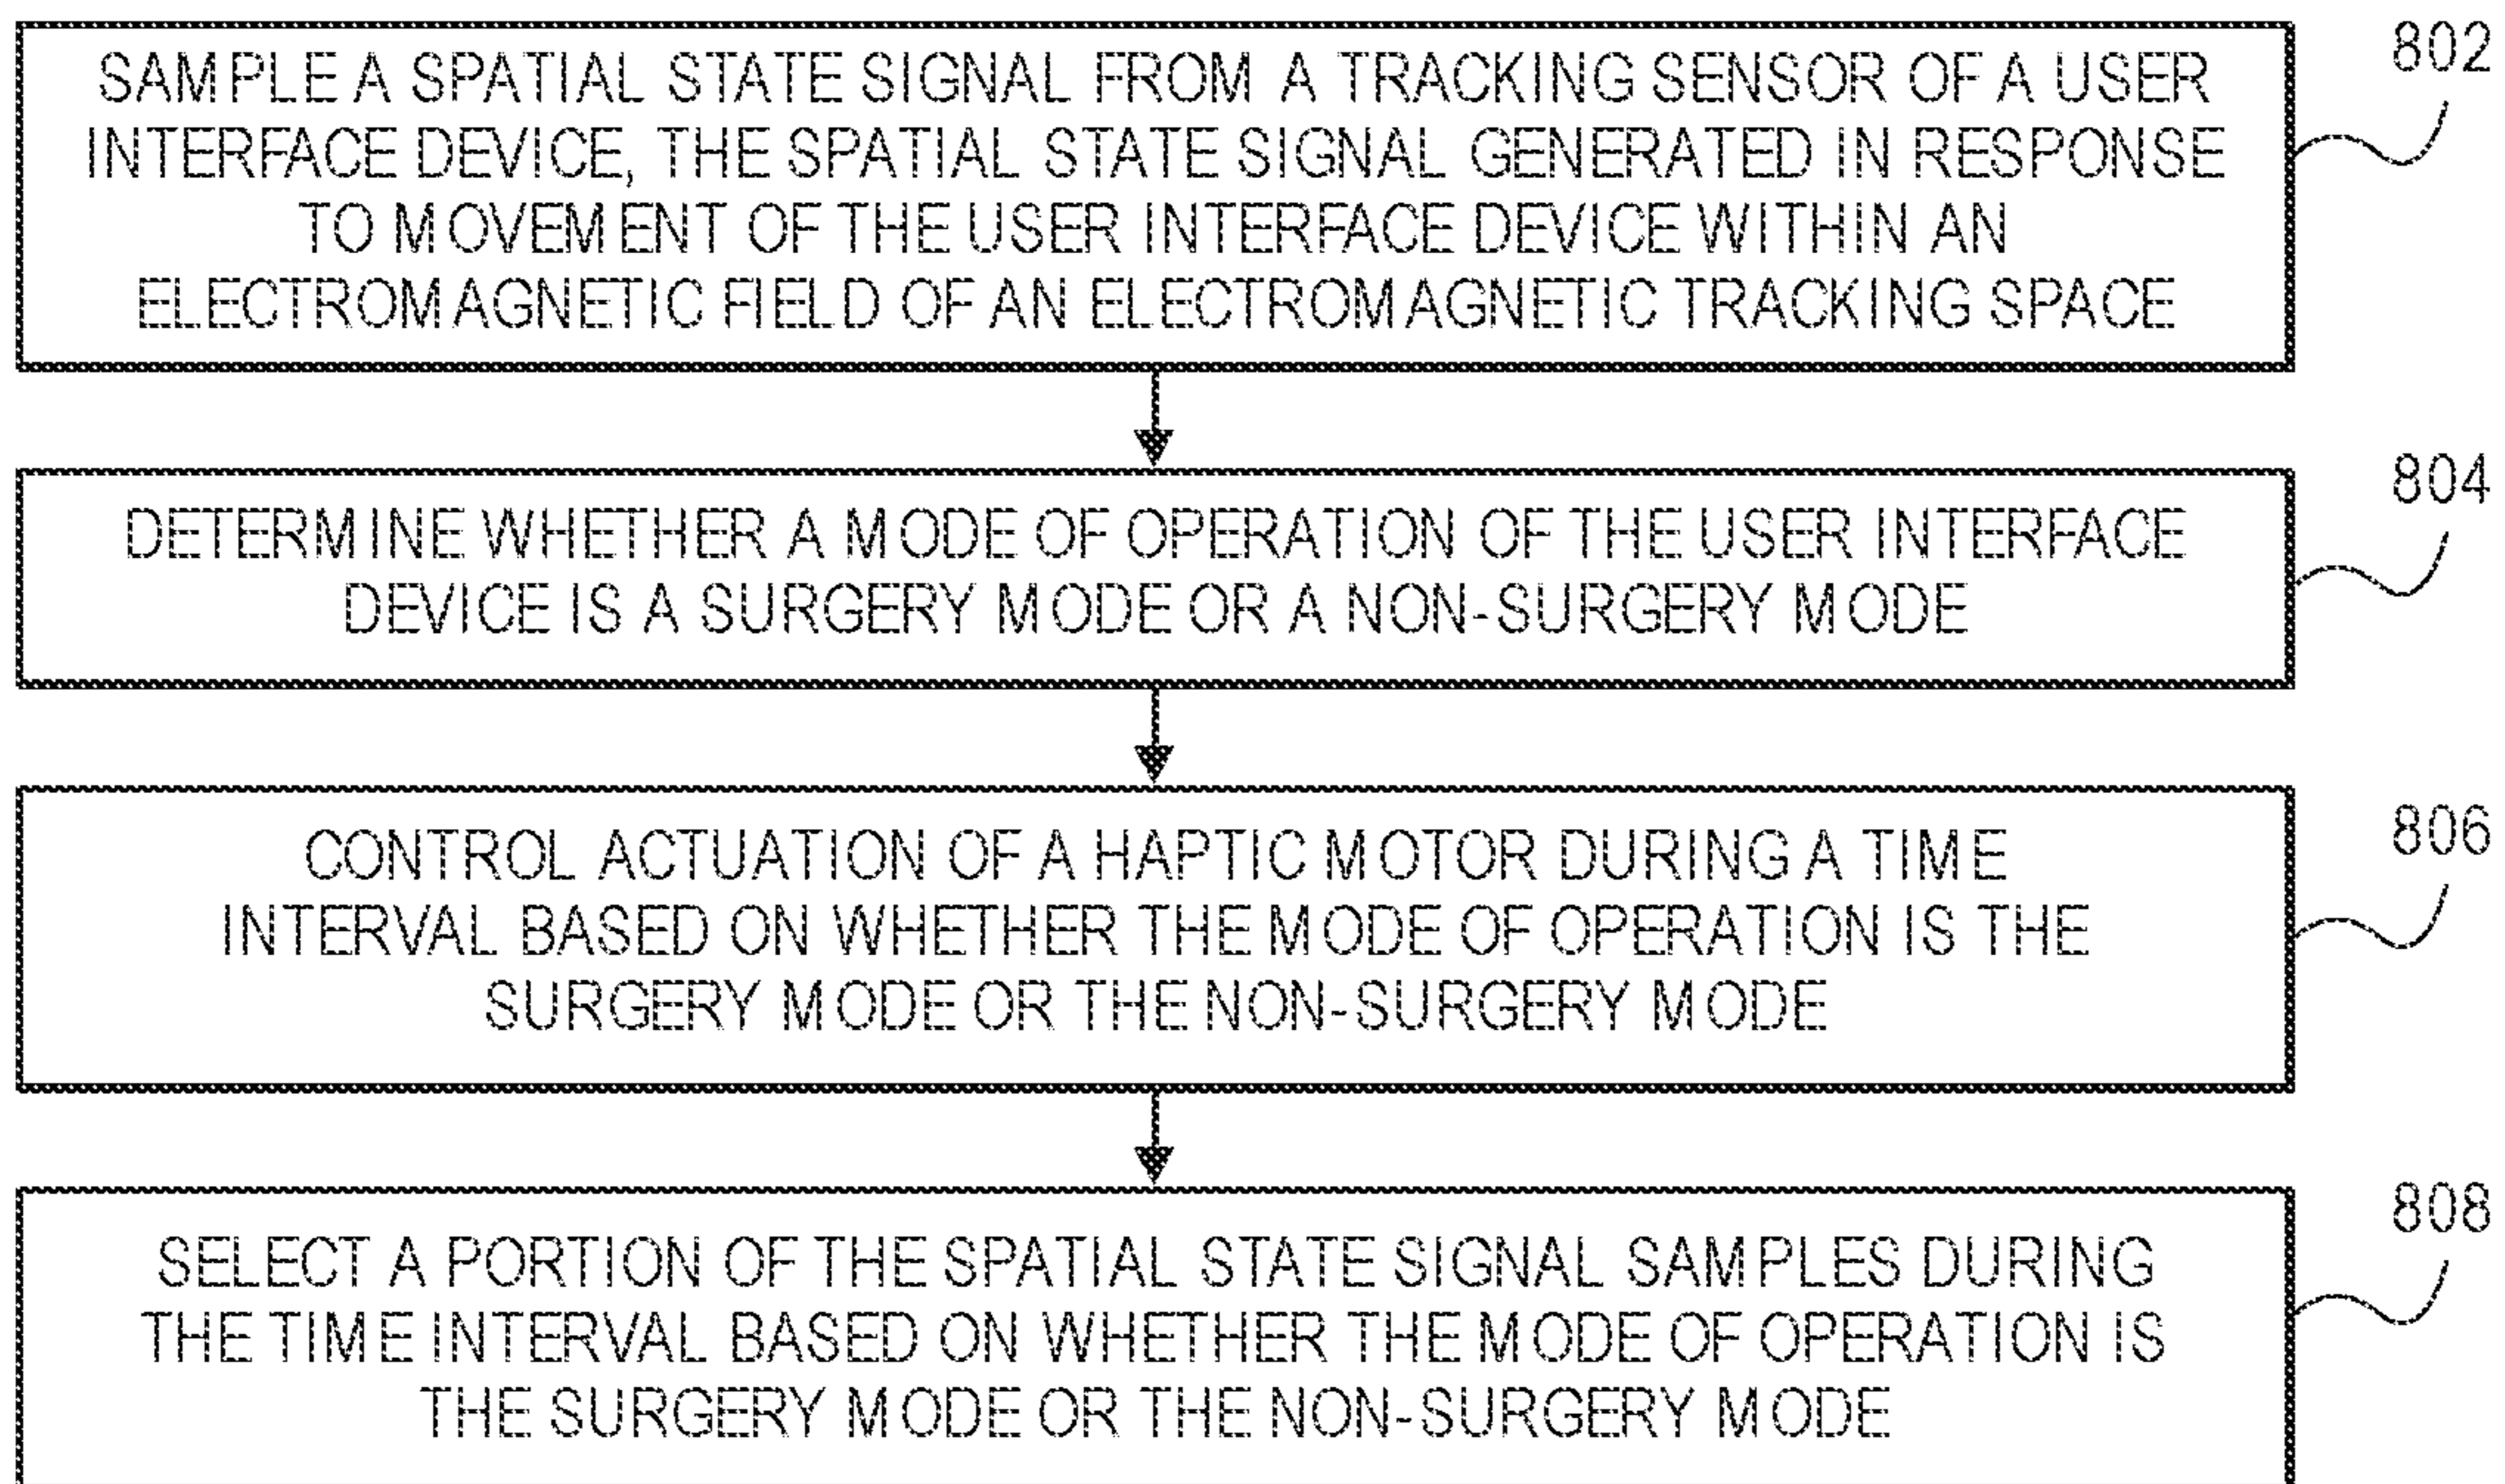 SAMPLE A SPATIAL STATE SIGNAL FROM A TRACKING SENSOR OF A USER
INTERFACE DEVICE, THE SPATIAL STATE SIGNAL GENERATED IN RESPONSE
TO MOVEMENT OF THE USER INTERFACE DEVICE WITHIN AN
ELECTROMAGNETIC FIELD OF AN ELECTROMAGNETIC TRACKING SPACE
802
DETERMINE WHETHER A MODE OF OPERATION OF THE USER INTERFACE
DEVICE IS A SURGERY MODE OR A NON-SURGERY MODE
804
CONTROL ACTUATION OF A HAPTIC MOTOR DURING A TIME
INTERVAL BASED ON WHETHER THE MODE OF OPERATION IS THE
SURGERY MODE OR THE NON-SURGERY MODE
806
SELECT A PORTION OF THE SPATIAL STATE SIGNAL SAMPLES DURING
THE TIME INTERVAL BASED ON WHETHER THE MODE OF OPERATION IS
THE SURGERY MODE OR THE NON-SURGERY MODE
808